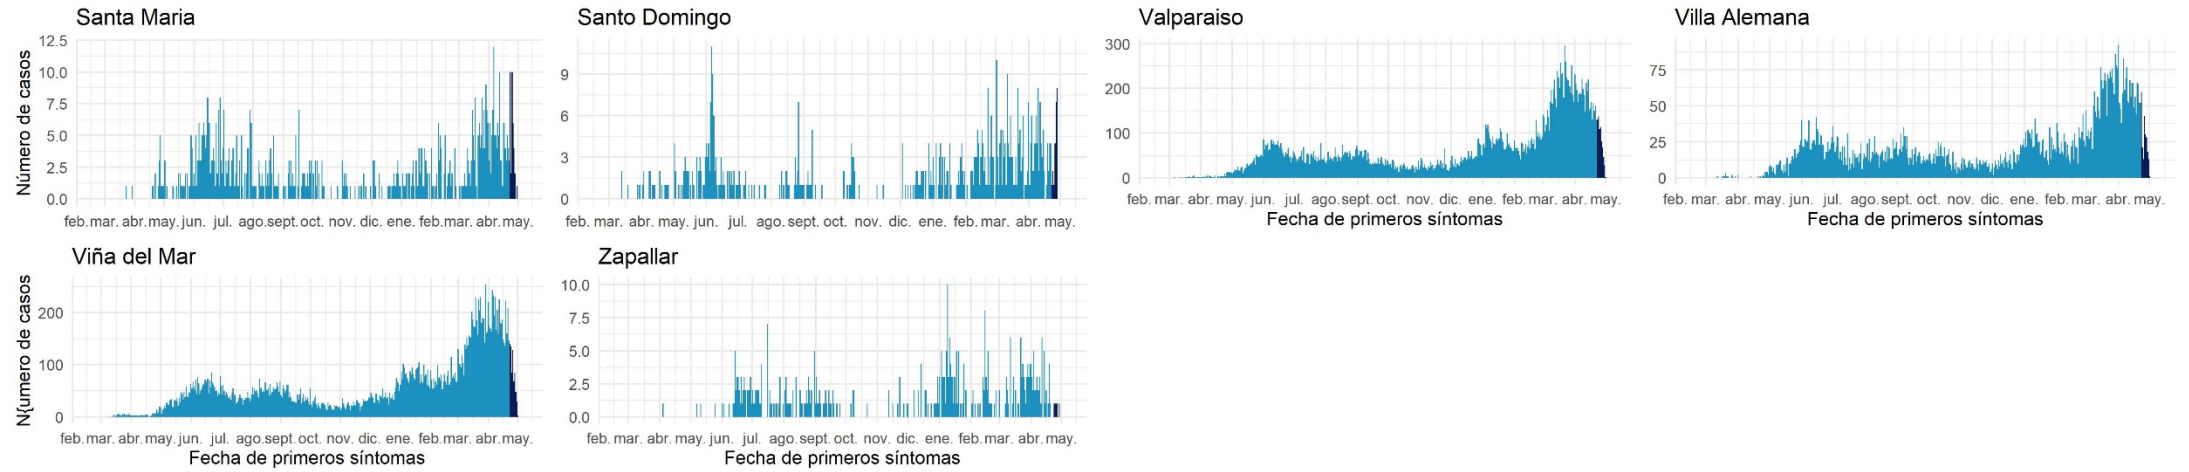 Santa Maria
Número de casos
12.5
10.0
7.5
5.0
2.5
0.0
feb. mar. abr. may. jun. jul. ago. sept. oct. nov. dic. ene. feb. mar. abr. may.
Santo Domingo
9
6
3
0
feb. mar. abr. may. jun. jul. ago. sept. oct. nov. dic. ene. feb. mar. abr. may.
Valparaiso
300
200
100
0
feb. mar. abr. may. jun. jul. ago. sept. oct. nov. dic. ene. feb. mar. abr. may.
Fecha de primeros síntomas
Villa Alemana
75
50
25
0
feb. mar. abr. may. jun. jul. ago. sept. oct. nov. dic. ene. feb. mar. abr. may.
Fecha de primeros síntomas
Viña del Mar
N{umero de casos
200
100
0
feb. mar. abr. may. jun. jul. ago. sept. oct. nov. dic. ene. feb. mar. abr. may.
Fecha de primeros síntomas
Zapallar
10.0
7.5
5.0
2.5
0.0
feb. mar. abr. may. jun. jul. ago. sept. oct. nov. dic. ene. feb. mar. abr. may.
Fecha de primeros síntomas